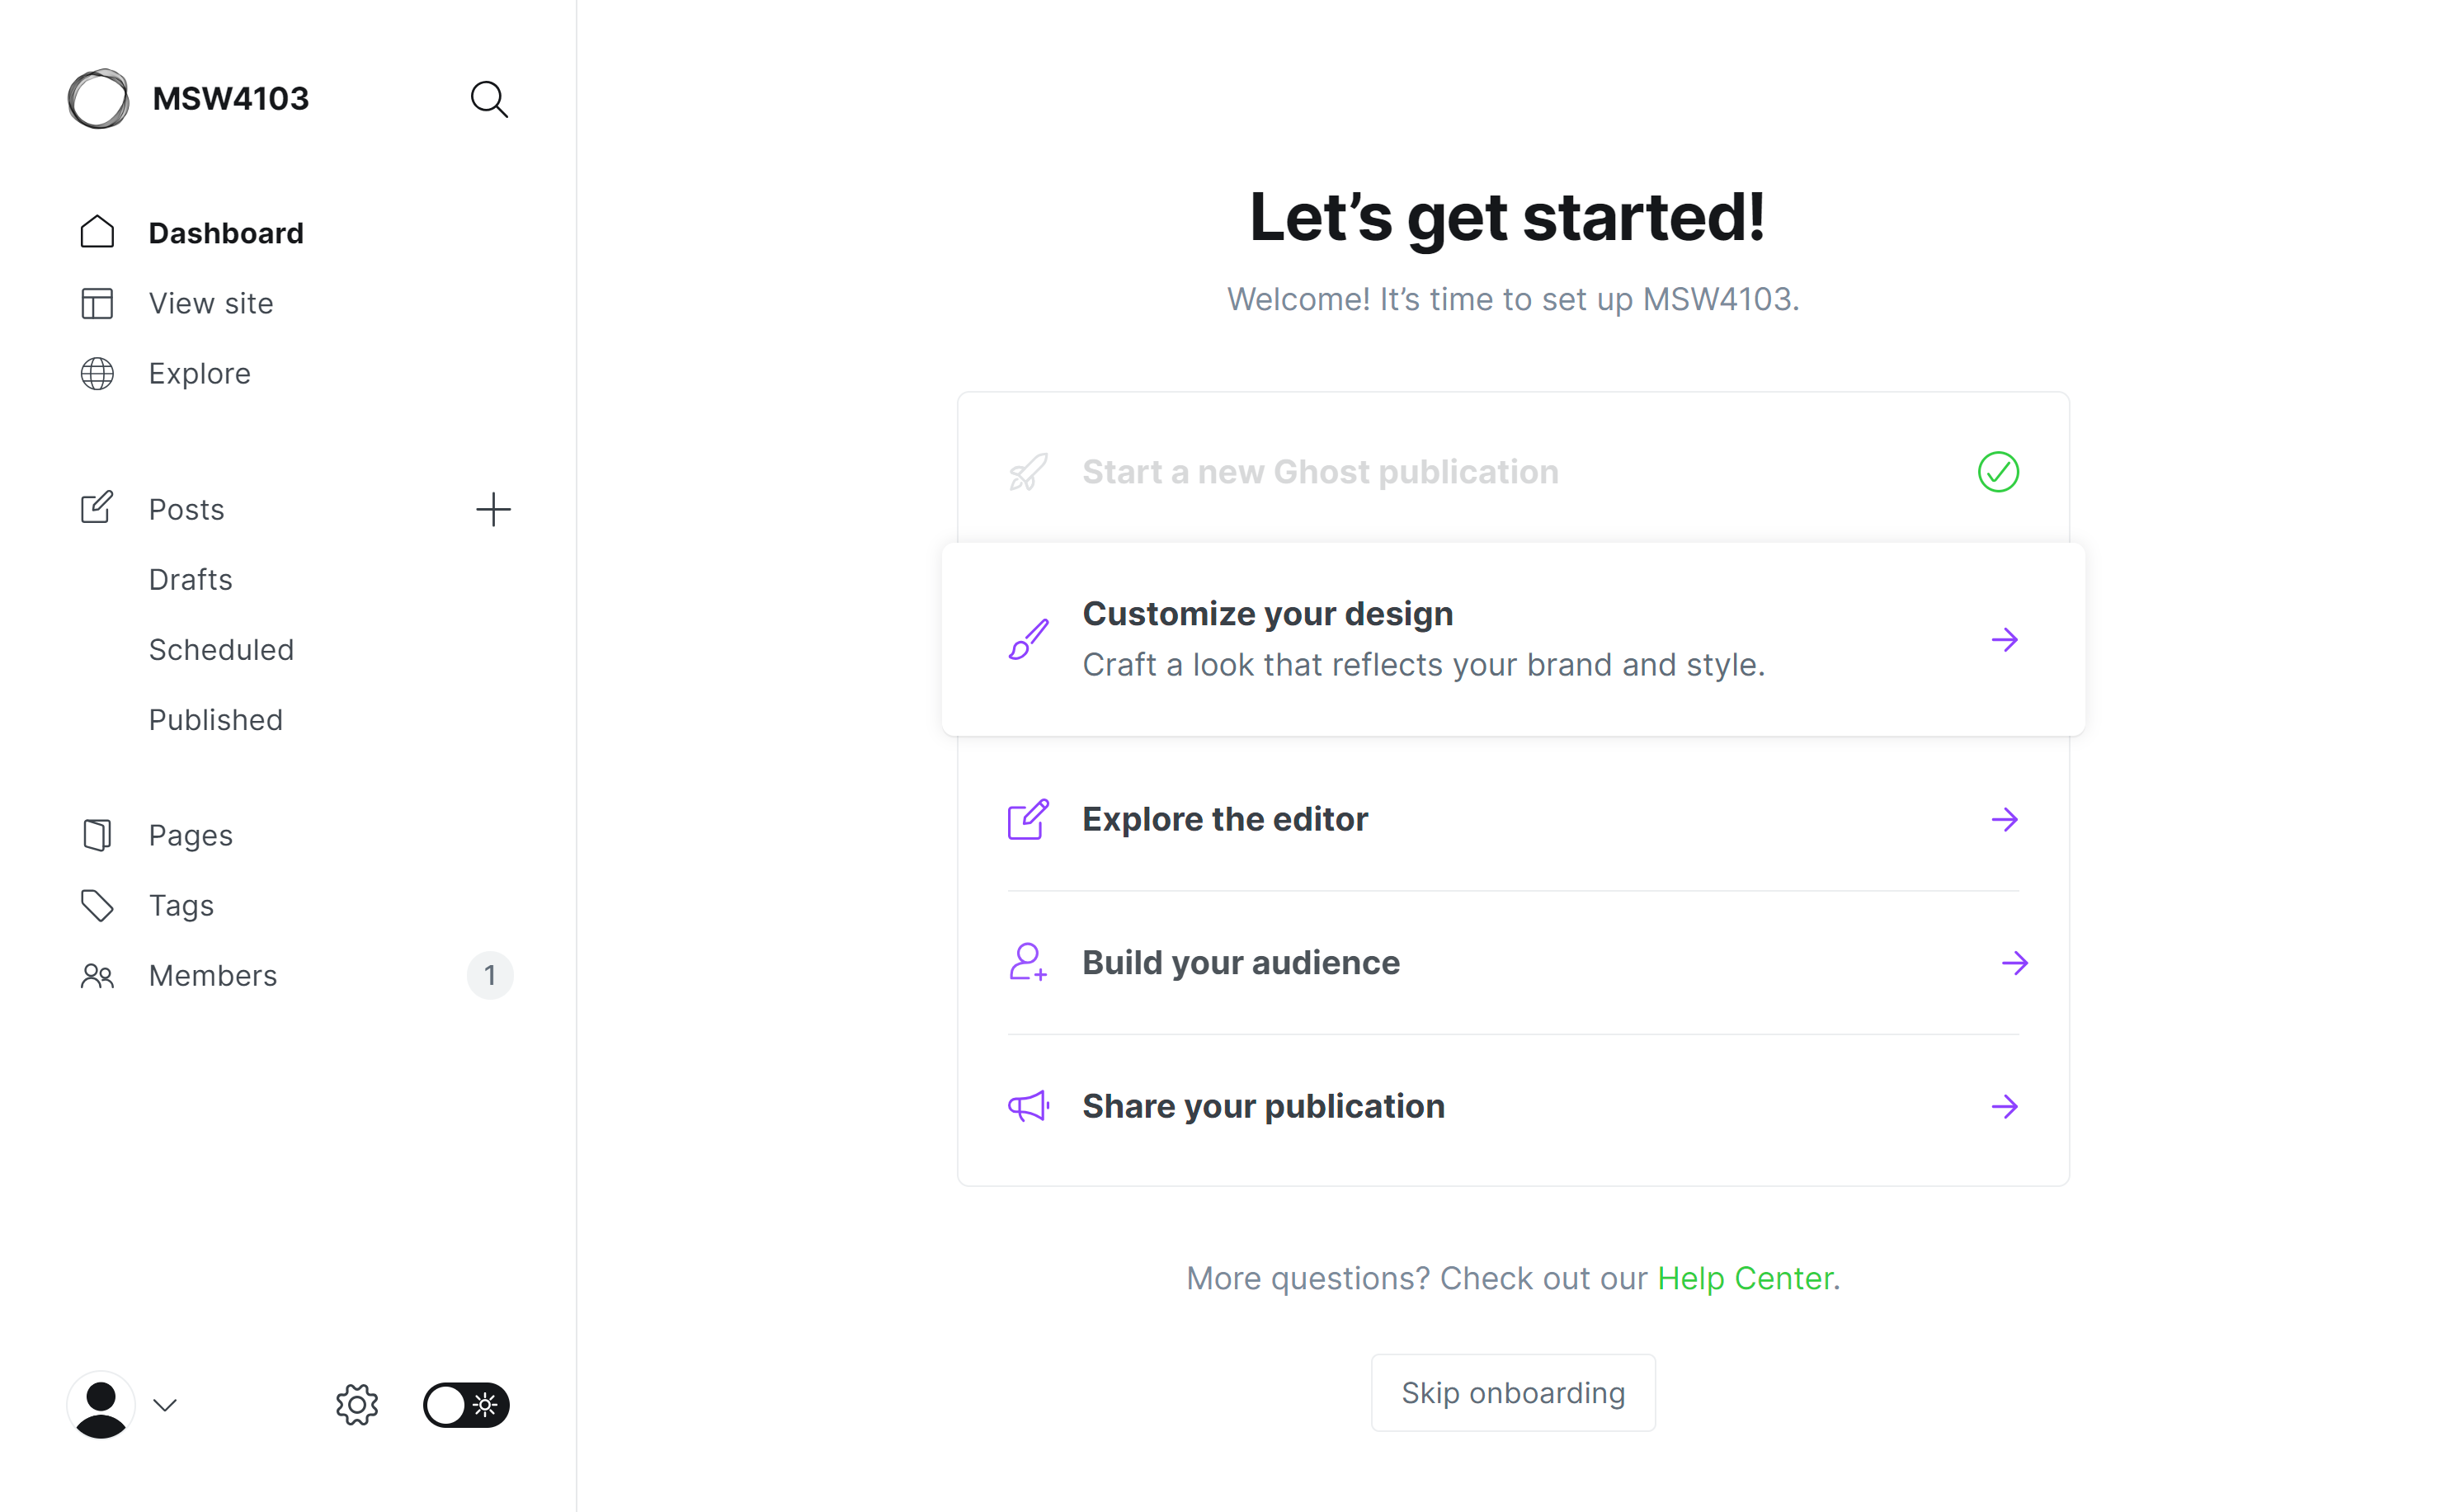 MSW4103
Dashboard
View site
Explore
Posts
Drafts
Scheduled
Published
Pages
Tags
Members
1
Let’s get started!
Welcome! It’s time to set up MSW4103.
Start a new Ghost publication
Customize your design
Craft a look that reflects your brand and style.
Explore the editor
Build your audience
Share your publication
More questions? Check out our Help Center.
Skip onboarding